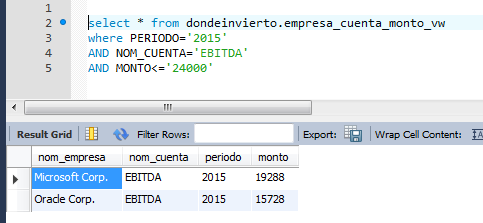 1
2 select * from dondeinvierto.empresa_cuenta_monto_vw
3 where PERIODO='2015'
4 AND NOM_CUENTA='EBITDA'
5 AND MONTO<='24000'
Result Grid Filter Rows: Export: Wrap Cell Content:
nom_empresa nom_cuenta periodo monto
Microsoft Corp. EBITDA 2015 19288
Oracle Corp. EBITDA 2015 15728